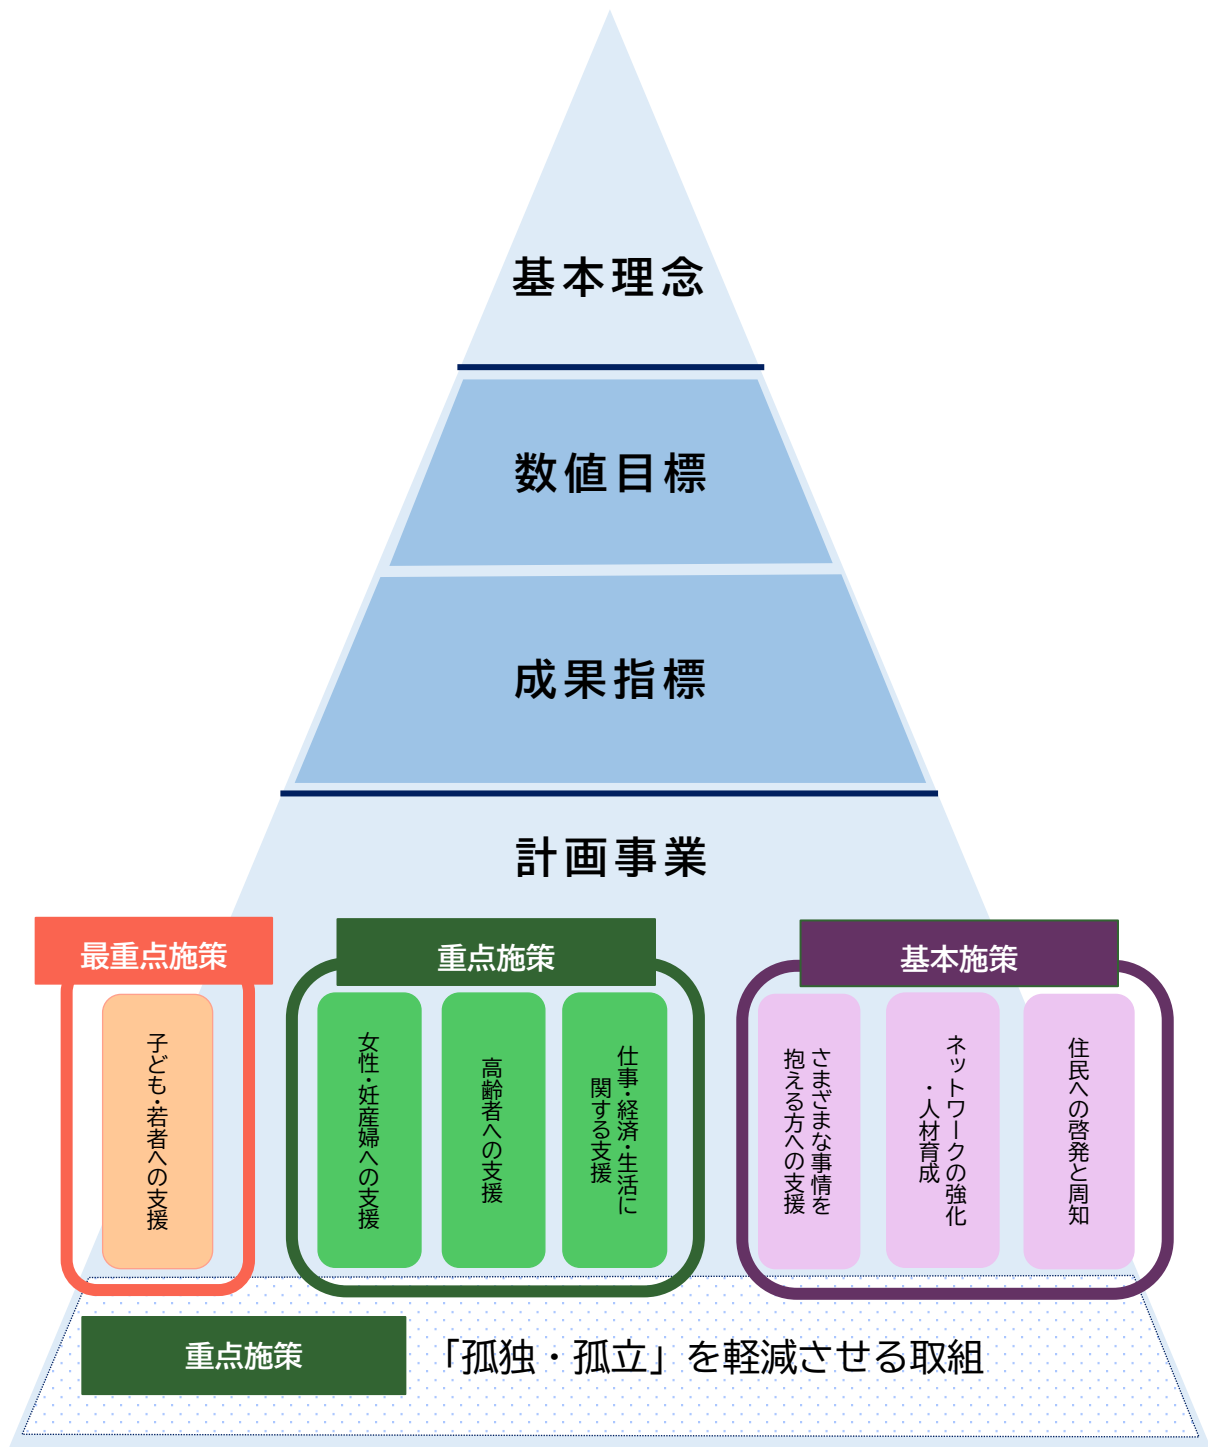 基本理念
数値目標
成果指標
計画事業
最重点施策
子ども・若者への支援
重点施策
女性・妊産婦への支援
高齢者への支援
仕事・経済・生活に
関する支援
基本施策
さまざまな事情を
抱える方への支援
ネットワークの強化
・人材育成
住民への啓発と周知
重点施策
「孤独・孤立」を軽減させる取組